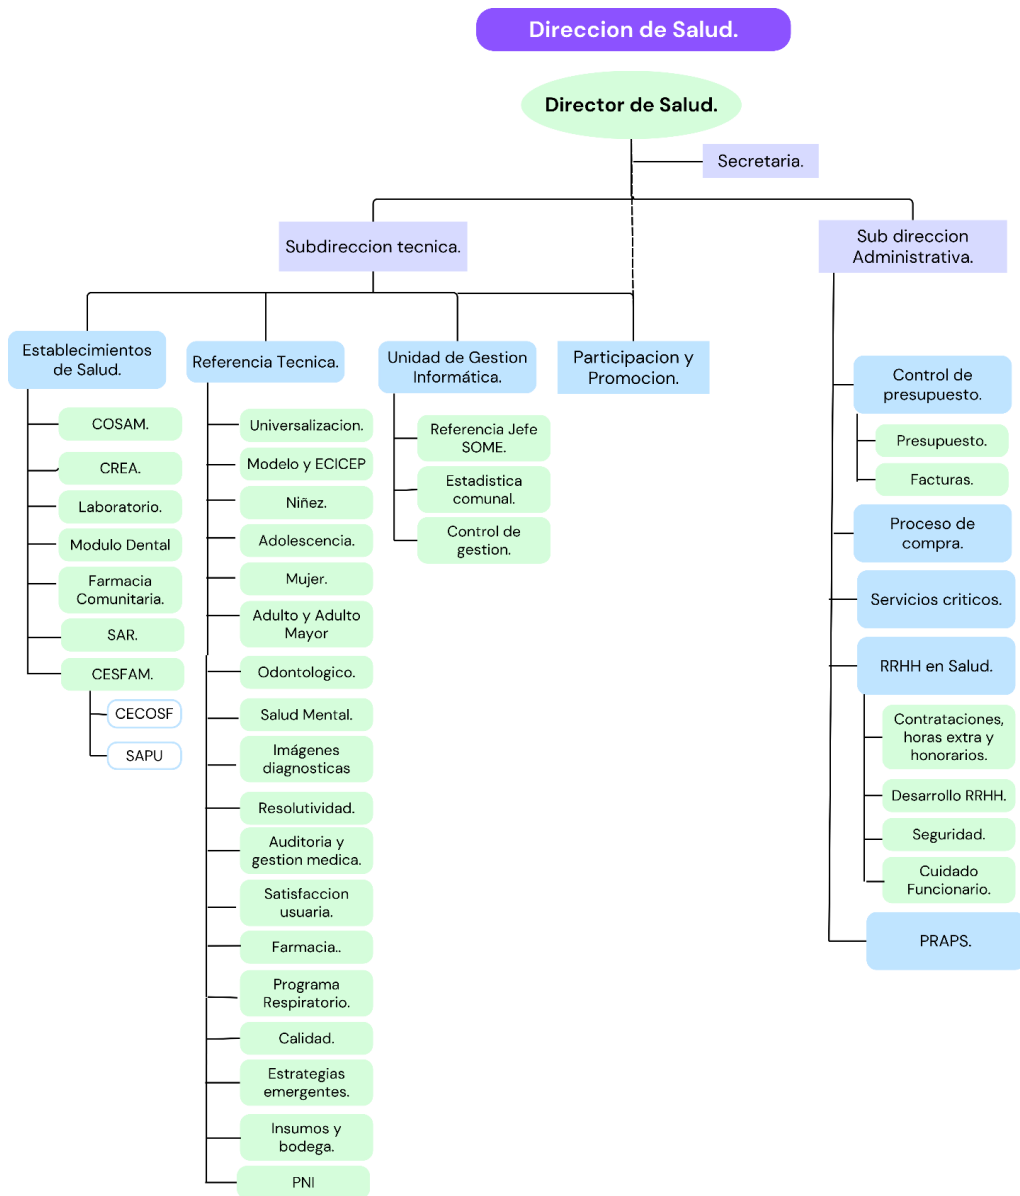 Direccion de Salud.
Director de Salud.
Secretaria.
Subdireccion tecnica.
Sub direccion
Administrativa.
Establecimientos
de Salud.
COSAM.
CREA.
Laboratorio.
Modulo Dental
Farmacia
Comunitaria.
SAR.
CESFAM.
CECOSF
SAPU
Referencia Tecnica.
Universalizacion.
Modelo y ECICEP
Niñez.
Adolescencia.
Mujer.
Adulto y Adulto
Mayor
Odontologico.
Salud Mental.
Imágenes
diagnosticas
Resolutividad.
Auditoria y
gestion medica.
Satisfaccion
usuaria.
Farmacia..
Programa
Respiratorio.
Calidad.
Estrategias
emergentes.
Insumos y
bodega.
PNI
Unidad de Gestion
Informática.
Referencia Jefe
SOME.
Estadistica
comunal.
Control de
gestion.
Participacion y
Promocion.
Control de
presupuesto.
Presupuesto.
Facturas.
Proceso de
compra.
Servicios criticos.
RRHH en Salud.
Contrataciones,
horas extra y
honorarios.
Desarrollo RRHH.
Seguridad.
Cuidado
Funcionario.
PRAPS.